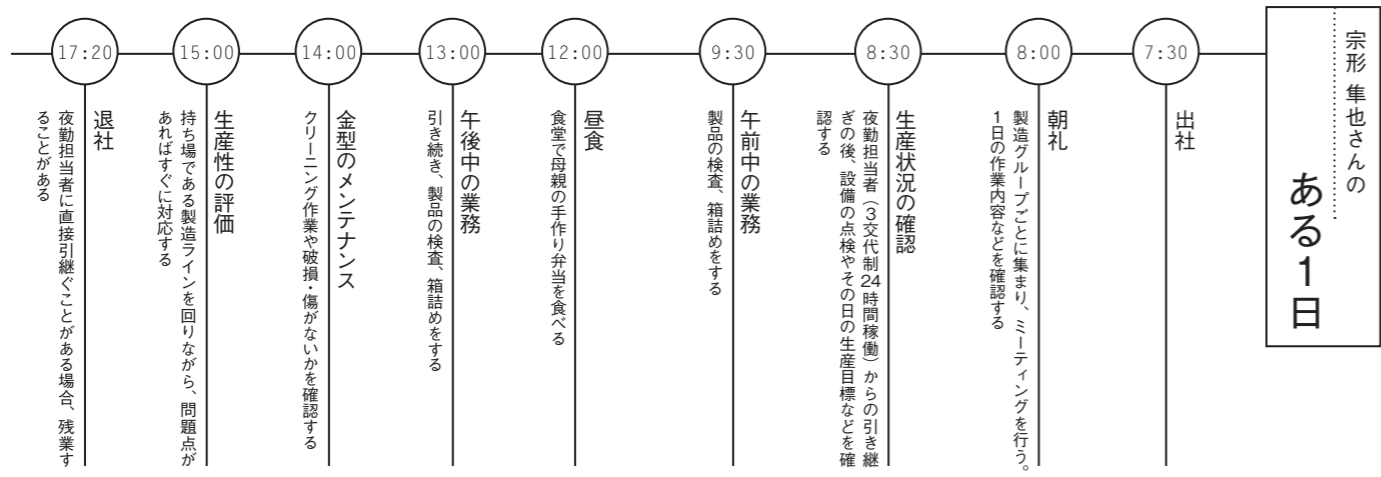 宗形 隼也さんの
ある1日
7:30
出社
8:00
朝礼
製造グループごとに集まり、ミーティングを行う。
1日の作業内容などを確認する
8:30
生産状況の確認
夜勤担当者（3交代制24時間稼働）からの引き継
ぎの後、設備の点検やその日の生産目標などを確
認する
9:30
午前中の業務
製品の検査、箱詰めをする
12:00
昼食
食堂で母親の手作り弁当を食べる
13:00
午後中の業務
引き続き、製品の検査、箱詰めをする
14:00
金型のメンテナンス
クリーニング作業や破損・傷がないかを確認する
15:00
生産性の評価
持ち場である製造ラインを回りながら、問題点が
あればすぐに対応する
17:20
退社
夜勤担当者に直接引継ぐことがある場合、残業す
ることがある